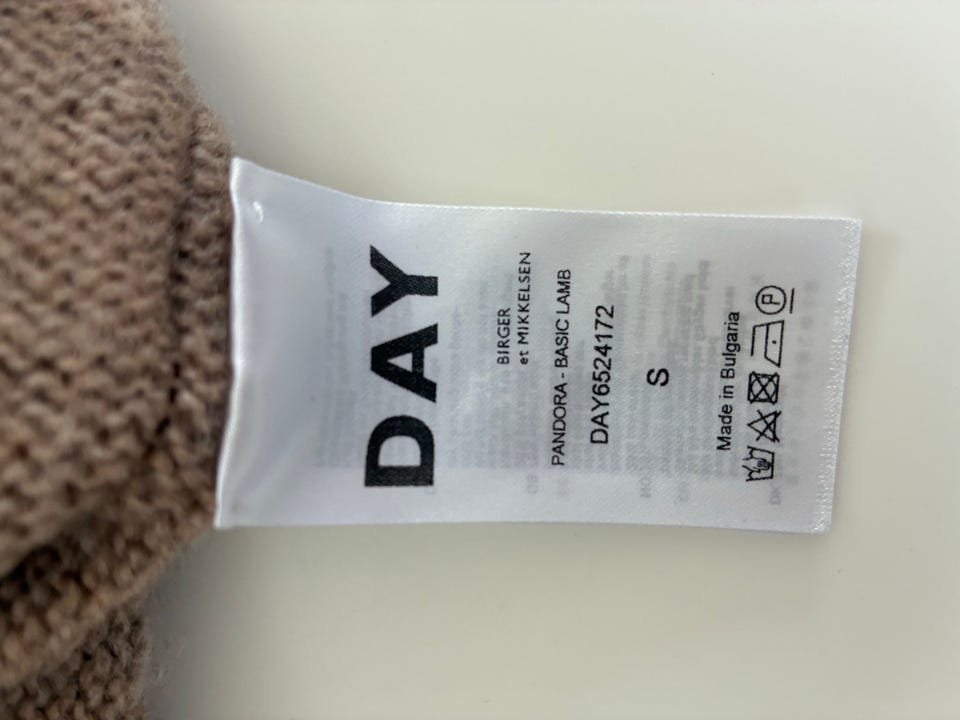 DAY
BIRGER
et MIKKELSEN
PANDORA - BASIC LAMB
DAY6524172
S
Made in Bulgaria
P